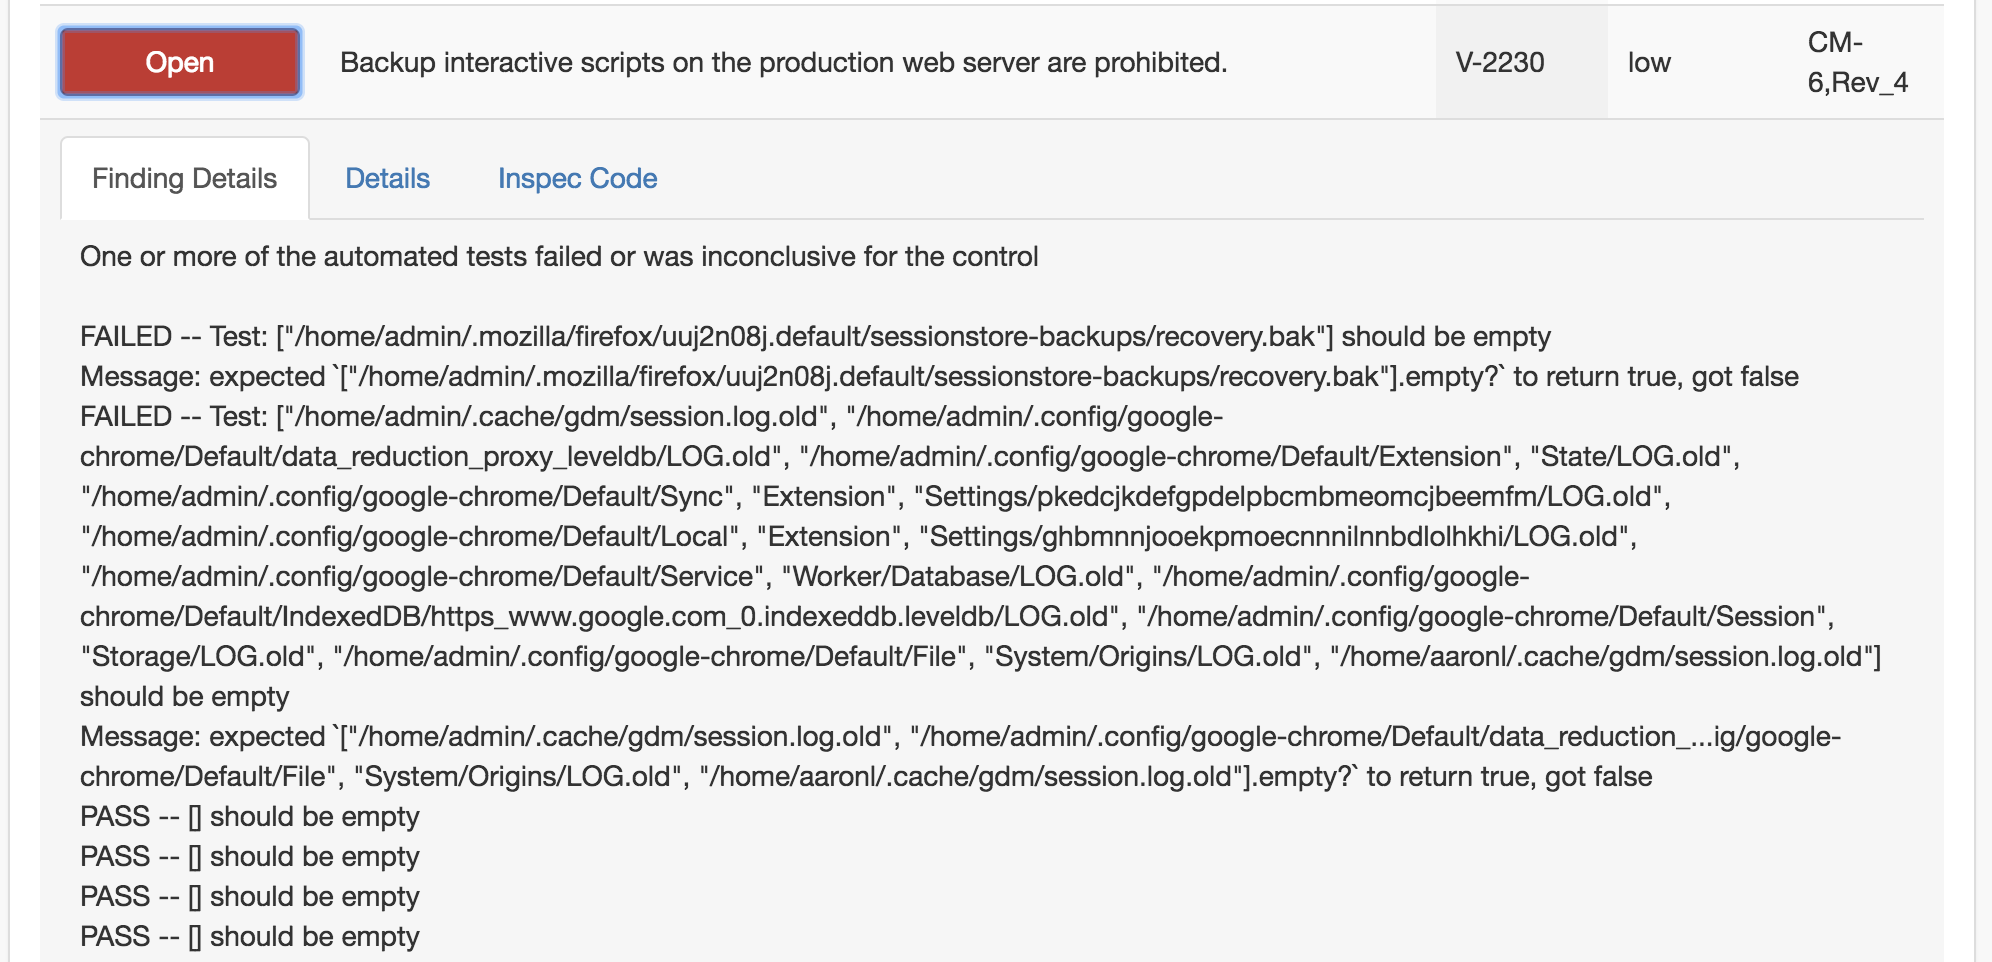 Open
Backup interactive scripts on the production web server are prohibited.
V-2230
low
CM-
6,Rev_4
Finding Details
Details
Inspec Code
One or more of the automated tests failed or was inconclusive for the control
FAILED -- Test: ["/home/admin/.mozilla/firefox/uuj2n08j.default/sessionstore-backups/recovery.bak"] should be empty
Message: expected `["/home/admin/.mozilla/firefox/uuj2n08j.default/sessionstore-backups/recovery.bak"].empty?` to return true, got false
FAILED -- Test: ["/home/admin/.cache/gdm/session.log.old", "/home/admin/.config/google-
chrome/Default/data_reduction_proxy_leveldb/LOG.old", "/home/admin/.config/google-chrome/Default/Extension", "State/LOG.old",
"/home/admin/.config/google-chrome/Default/Sync", "Extension", "Settings/pkedcjkdefgpdelpbcmbmeomcjbeemfm/LOG.old",
"/home/admin/.config/google-chrome/Default/Local", "Extension", "Settings/ghbmnnjooekpmoecnnnilnnbdlolhkhi/LOG.old",
"/home/admin/.config/google-chrome/Default/Service", "Worker/Database/LOG.old", "/home/admin/.config/google-
chrome/Default/IndexedDB/https_www.google.com_0.indexeddb.leveldb/LOG.old", "/home/admin/.config/google-chrome/Default/Session",
"Storage/LOG.old", "/home/admin/.config/google-chrome/Default/File", "System/Origins/LOG.old", "/home/aaronl/.cache/gdm/session.log.old"]
should be empty
Message: expected `["/home/admin/.cache/gdm/session.log.old", "/home/admin/.config/google-chrome/Default/data_reduction_...ig/google-
chrome/Default/File", "System/Origins/LOG.old", "/home/aaronl/.cache/gdm/session.log.old"].empty?` to return true, got false
PASS -- [] should be empty
PASS -- [] should be empty
PASS -- [] should be empty
PASS -- [] should be empty